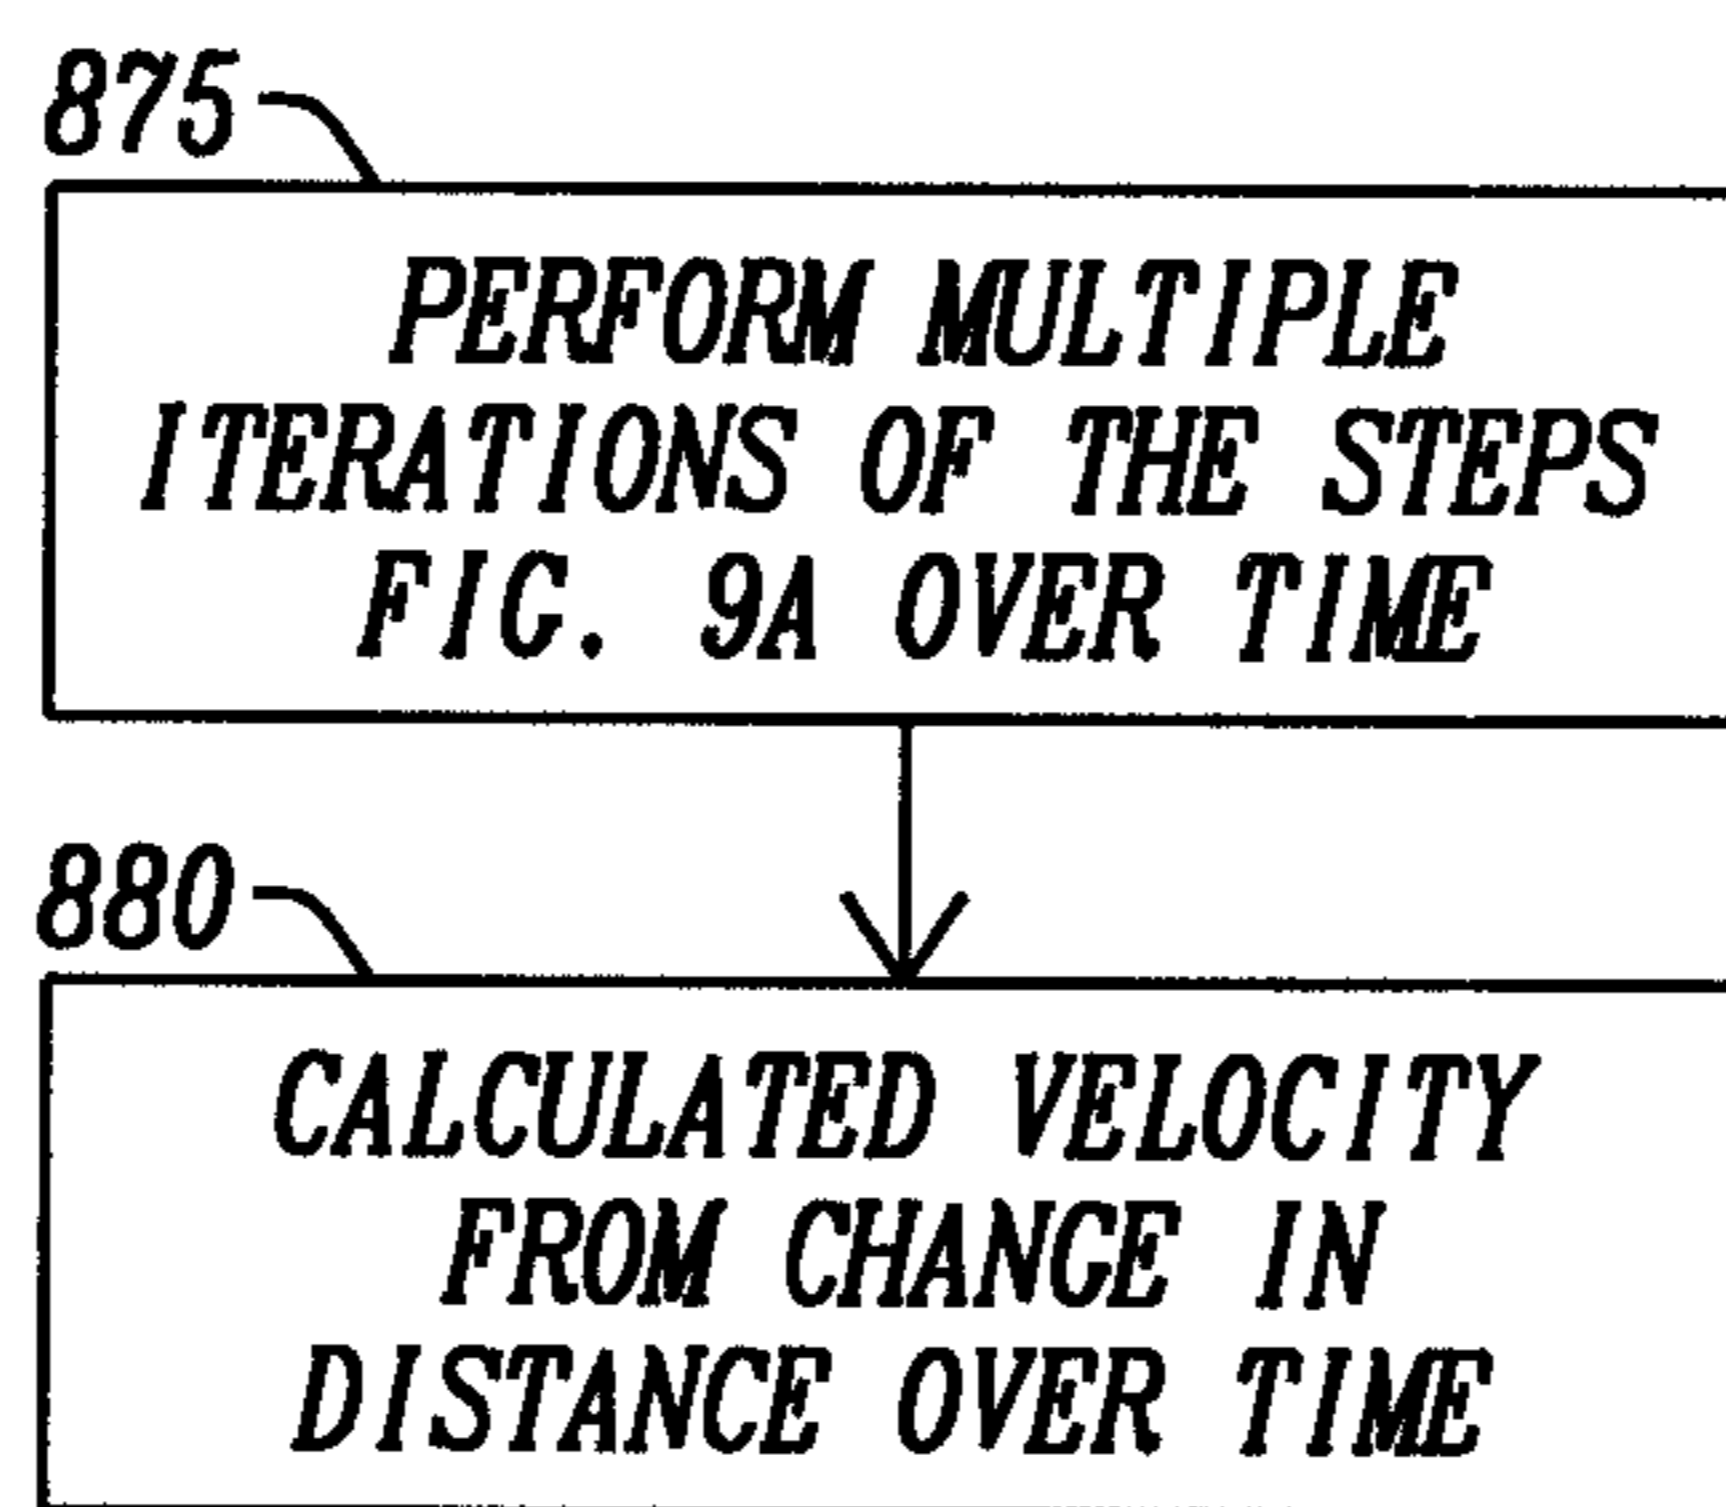 875
PERFORM MULTIPLE
ITERATIONS OF THE STEPS
FIG. 9A OVER TIME
880
CALCULATED VELOCITY
FROM CHANGE IN
DISTANCE OVER TIME